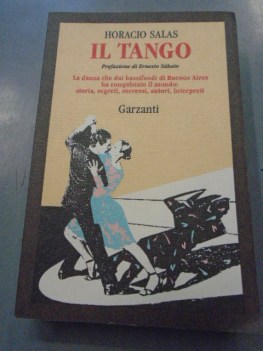 HORACIO SALAS
IL TANGO
Prefazione di Ernesto Sábato
La danza che dai bassifondi di Buenos Aires
ha conquistato il mondo:
storia, segreti, successi, autori, interpreti
Garzanti